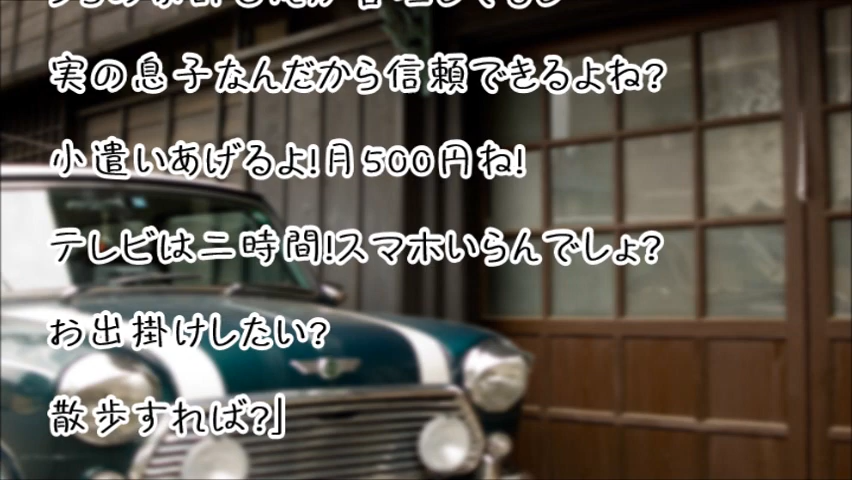 実の息子なんだから信頼できるよね?
小遣いあげるよ!月500円ね!
テレビは二時間!スマホいらんでしょ?
お出掛けしたい?
散歩すれば?」